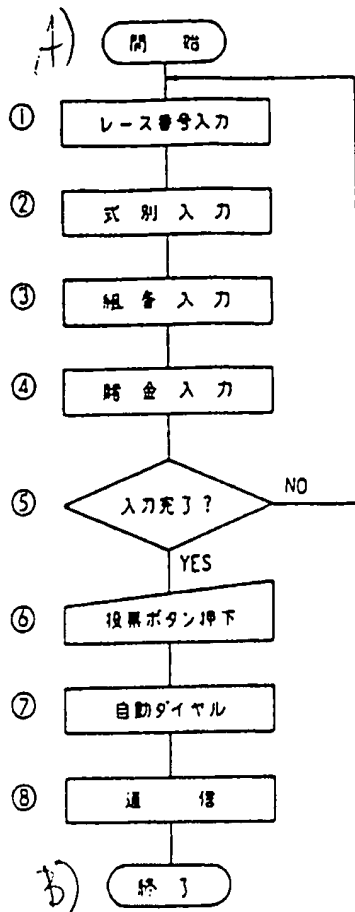 A)
開始
①
レース番号入力
②
式別入力
③
組番入力
④
賭金入力
⑤
入力完了?
NO
YES
⑥
投票ボタン押下
⑦
自動ダイヤル
⑧
通信
B)
終了